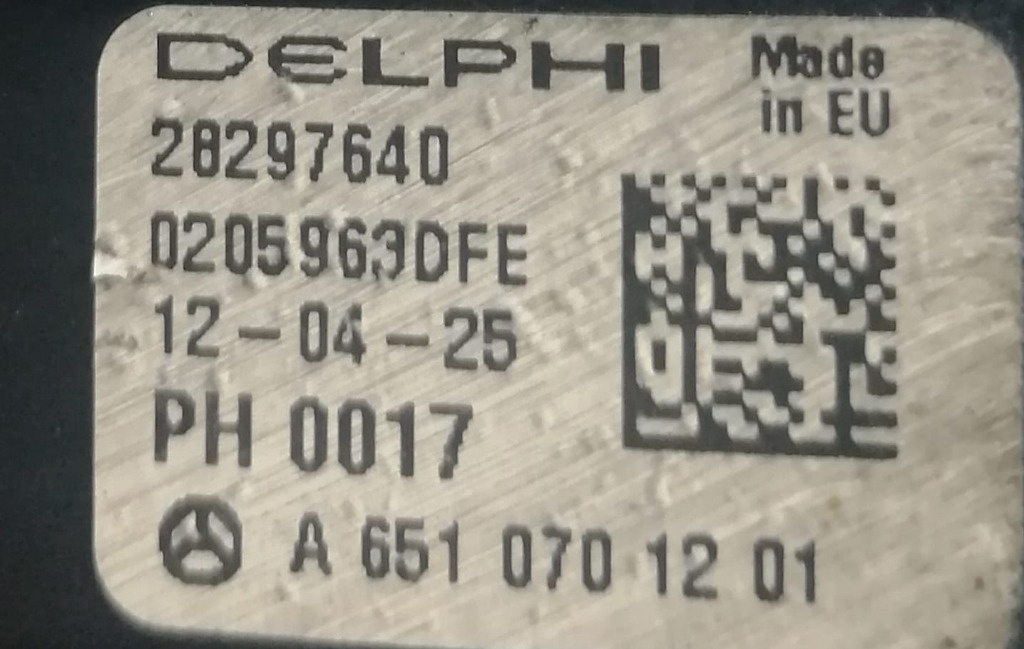 DELPHI
Made
in EU
28297640
0205963DFE
12-04-25
PH 0017
A 651 070 12 01